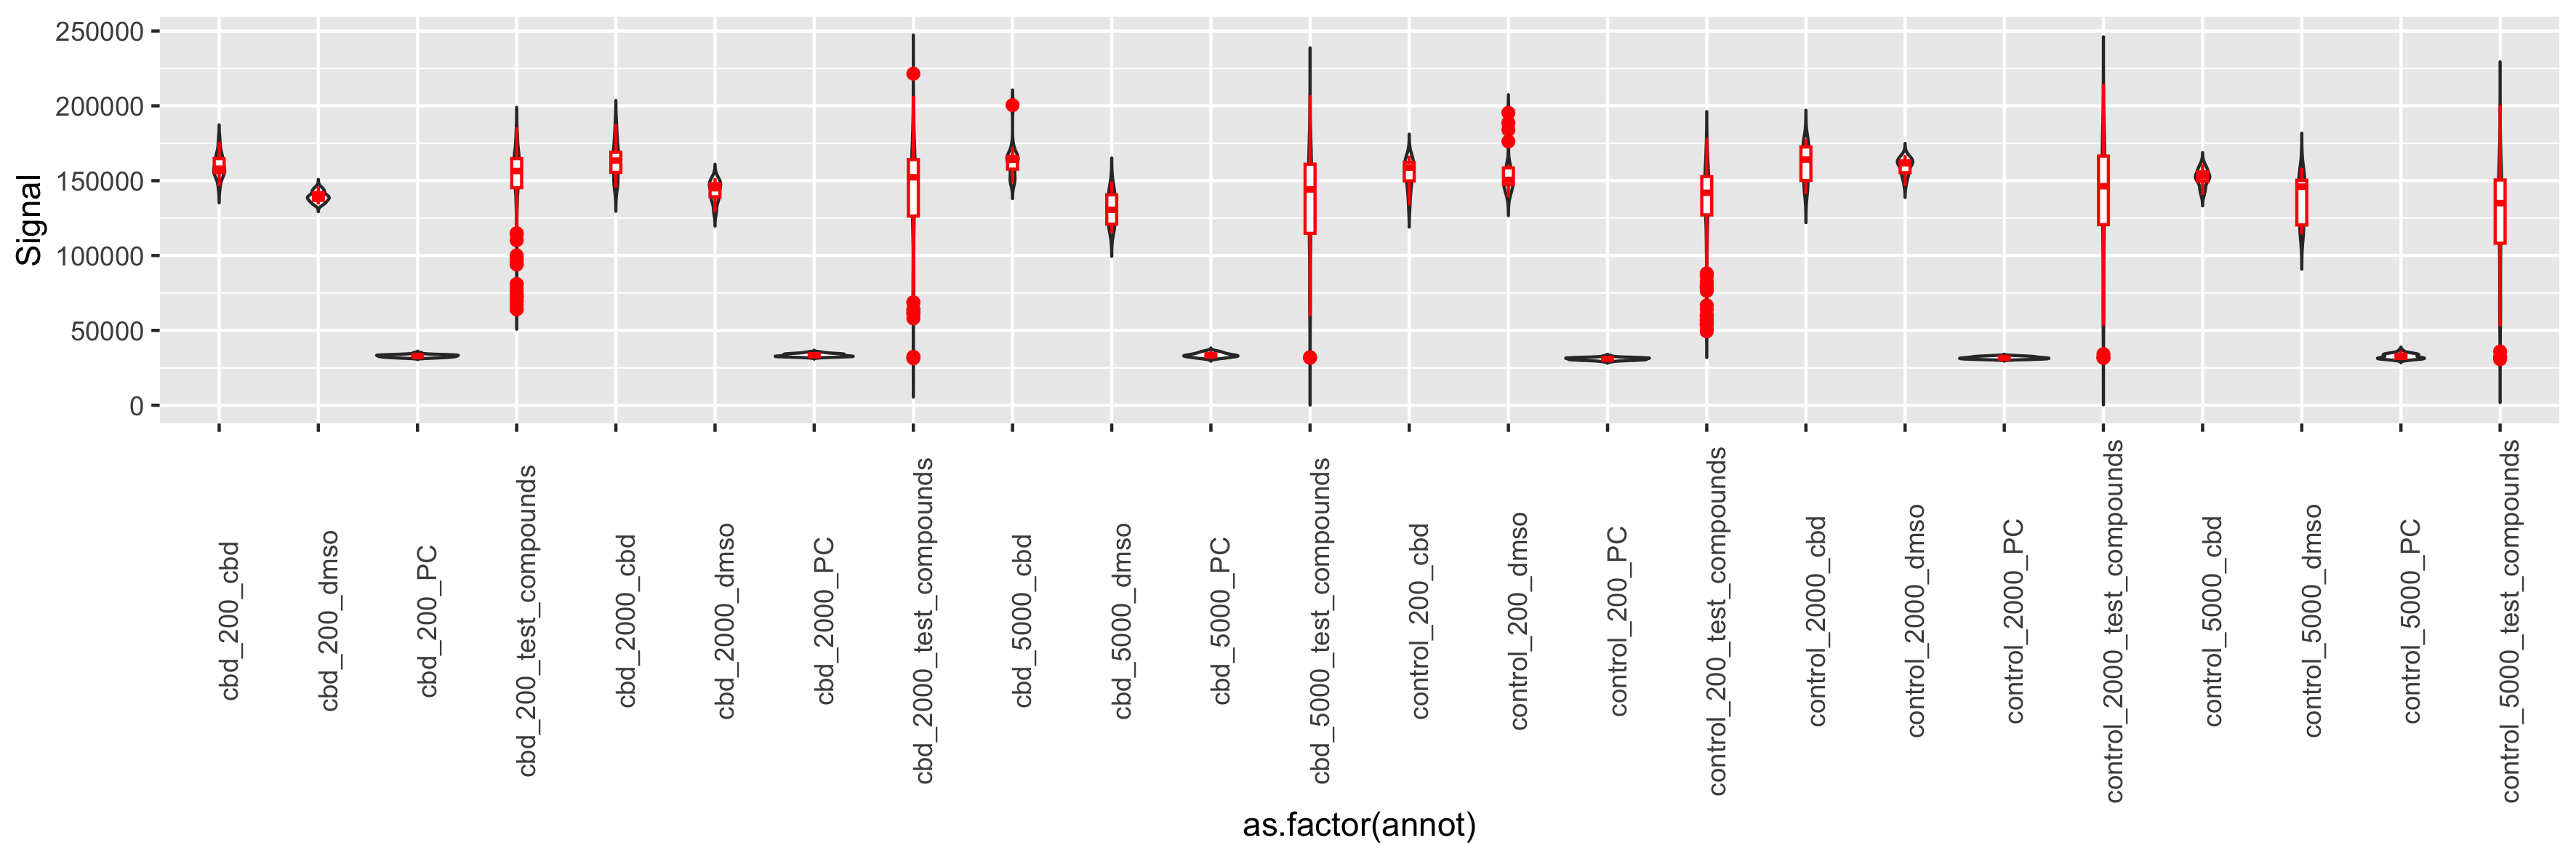 250000
200000
150000
100000
50000
0
Signal
cbd_200_cbd
cbd_200_dmso
cbd_200_PC
cbd_200_test_compounds
cbd_2000_cbd
cbd_2000_dmso
cbd_2000_PC
cbd_2000_test_compounds
cbd_5000_cbd
cbd_5000_dmso
cbd_5000_PC
cbd_5000_test_compounds
control_200_cbd
control_200_dmso
control_200_PC
control_200_test_compounds
control_2000_cbd
control_2000_dmso
control_2000_PC
control_2000_test_compounds
control_5000_cbd
control_5000_dmso
control_5000_PC
control_5000_test_compounds
as.factor(annot)